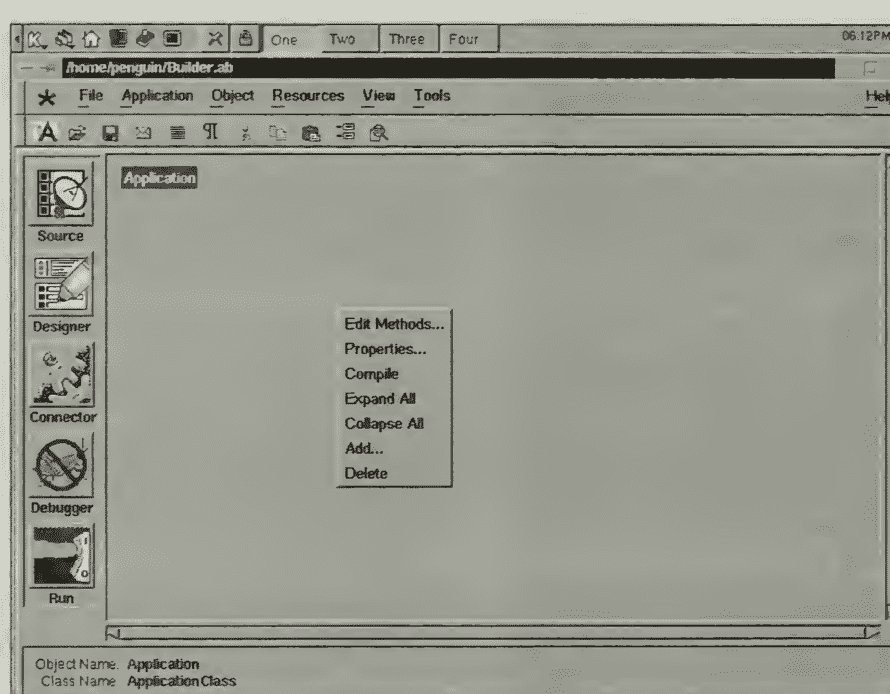 One Two Three Four 06:12PM
/home/penguin/Builder.ab
File Application Object Resources View Tools Help
Application
Source
Designer
Connector
Debugger
Run
Edit Methods...
Properties...
Compile
Expand All
Collapse All
Add...
Delete
Object Name. Application
Class Name Application Class